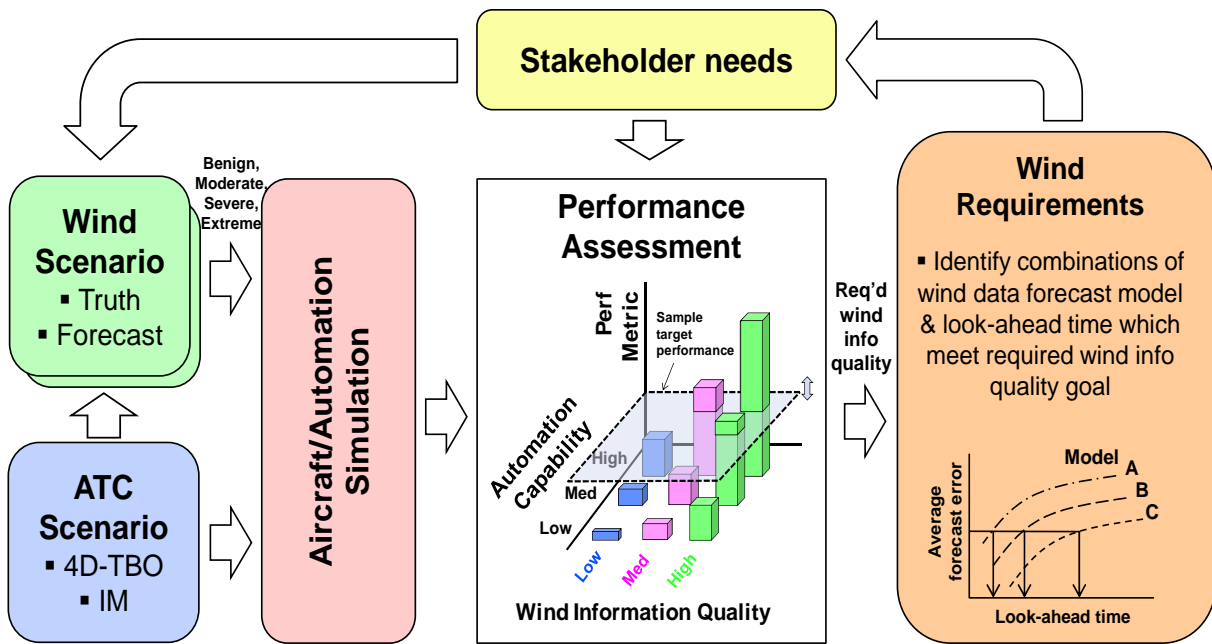 Stakeholder needs
Benign,
Moderate,
Severe,
Extreme
Wind
Scenario
▪ Truth
▪ Forecast
ATC
Scenario
▪ 4D-TBO
▪ IM
Aircraft/Automation
Simulation
Performance
Assessment
Perf
Metric
Sample
target
performance
Automation
Capability
High
Med
Low
Low
Med
High
Wind Information Quality
Req'd
wind
info
quality
Wind
Requirements
▪ Identify combinations of
wind data forecast model
& look-ahead time which
meet required wind info
quality goal
Model
A
B
C
Average
forecast error
Look-ahead time